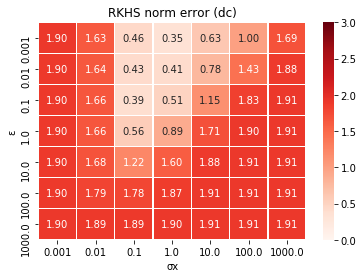 RKHS norm error (dc)
1.90 1.63 0.46 0.35 0.63 1.00 1.69
1.90 1.64 0.43 0.41 0.78 1.43 1.88
1.90 1.66 0.39 0.51 1.15 1.83 1.91
1.90 1.66 0.56 0.89 1.71 1.90 1.91
1.90 1.68 1.22 1.60 1.88 1.91 1.91
1.90 1.79 1.78 1.87 1.91 1.91 1.91
1.90 1.89 1.89 1.90 1.91 1.91 1.91
0.001
0.01
0.1
1.0
10.0
100.0
1000.0
ε
0.001 0.01 0.1 1.0 10.0 100.0 1000.0
σx
3.0
2.5
2.0
1.5
1.0
0.5
0.0